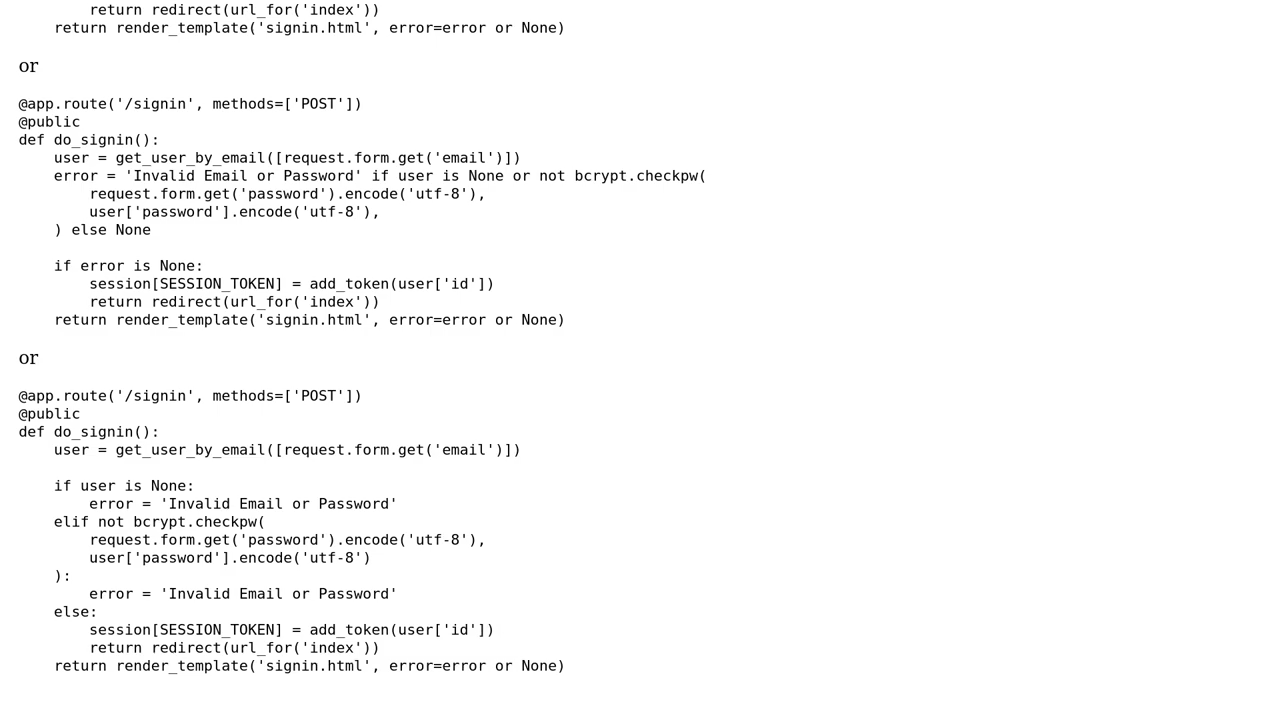 return redirect(url_for('index'))
    return render_template('signin.html', error=error or None)
or
@app.route('/signin', methods=['POST'])
@public
def do_signin():
    user = get_user_by_email([request.form.get('email')])
    error = 'Invalid Email or Password' if user is None or not bcrypt.checkpw(
        request.form.get('password').encode('utf-8'),
        user['password'].encode('utf-8'),
    ) else None
    if error is None:
        session[SESSION_TOKEN] = add_token(user['id'])
        return redirect(url_for('index'))
    return render_template('signin.html', error=error or None)
or
@app.route('/signin', methods=['POST'])
@public
def do_signin():
    user = get_user_by_email([request.form.get('email')])
    if user is None:
        error = 'Invalid Email or Password'
    elif not bcrypt.checkpw(
        request.form.get('password').encode('utf-8'),
        user['password'].encode('utf-8')
    ):
        error = 'Invalid Email or Password'
    else:
        session[SESSION_TOKEN] = add_token(user['id'])
        return redirect(url_for('index'))
    return render_template('signin.html', error=error or None)